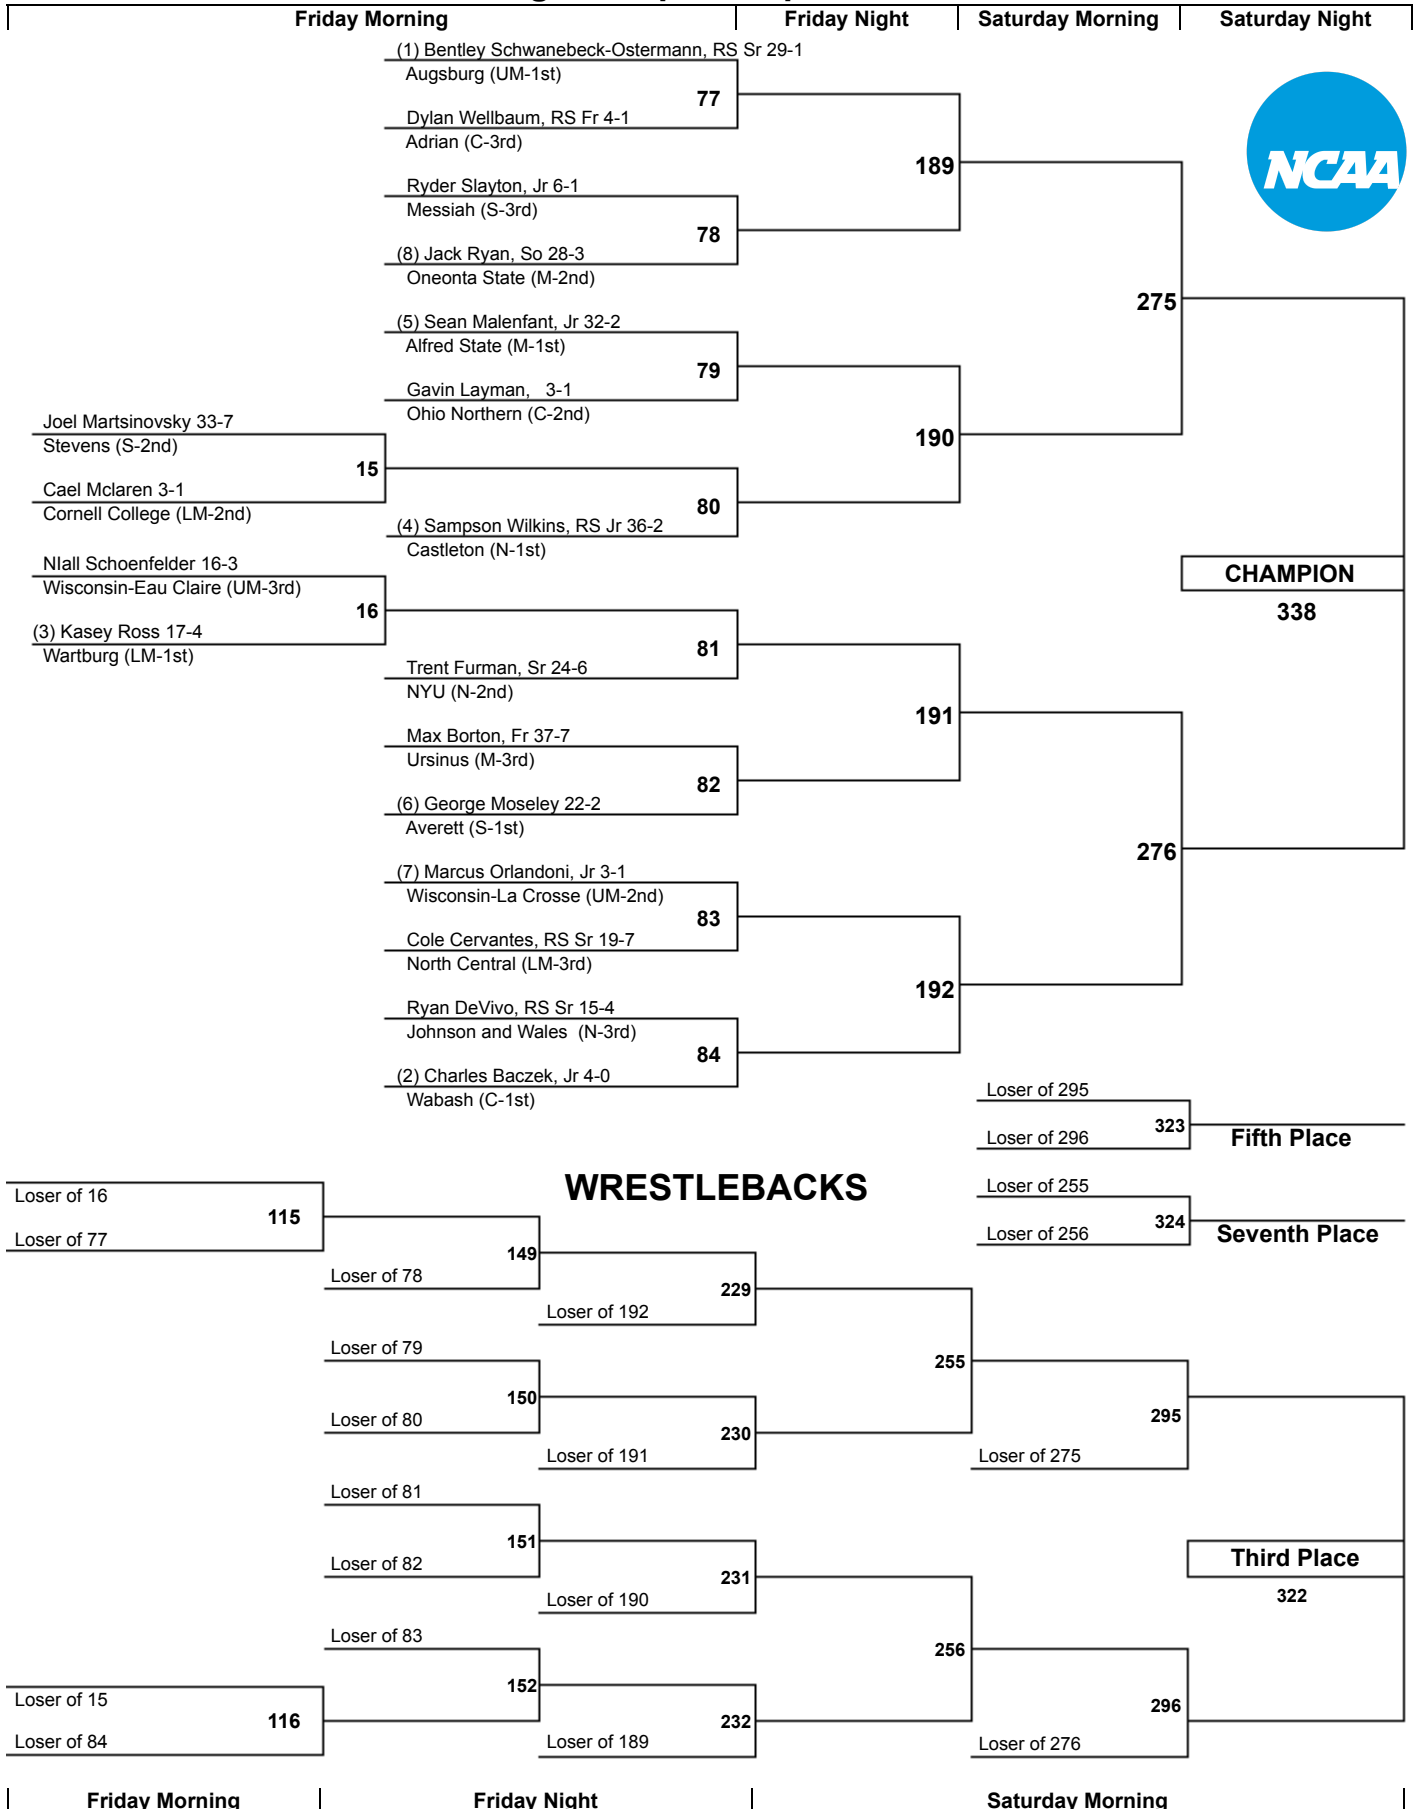 Friday Morning
Friday Night
Saturday Morning
Saturday Night
(1) Bentley Schwanebeck-Ostermann, RS Sr 29-1
Augsburg (UM-1st)
77
Dylan Wellbaum, RS Fr 4-1
Adrian (C-3rd)
189
NCAA
Ryder Slayton, Jr 6-1
Messiah (S-3rd)
78
(8) Jack Ryan, So 28-3
Oneonta State (M-2nd)
275
(5) Sean Malenfant, Jr 32-2
Alfred State (M-1st)
79
Gavin Layman, 3-1
Ohio Northern (C-2nd)
Joel Martsinovsky 33-7
Stevens (S-2nd)
190
15
Cael Mclaren 3-1
Cornell College (LM-2nd)
80
(4) Sampson Wilkins, RS Jr 36-2
Castleton (N-1st)
NIall Schoenfelder 16-3
Wisconsin-Eau Claire (UM-3rd)
CHAMPION
338
16
(3) Kasey Ross 17-4
Wartburg (LM-1st)
81
Trent Furman, Sr 24-6
NYU (N-2nd)
191
Max Borton, Fr 37-7
Ursinus (M-3rd)
82
(6) George Moseley 22-2
Averett (S-1st)
276
(7) Marcus Orlandoni, Jr 3-1
Wisconsin-La Crosse (UM-2nd)
83
Cole Cervantes, RS Sr 19-7
North Central (LM-3rd)
192
Ryan DeVivo, RS Sr 15-4
Johnson and Wales (N-3rd)
84
(2) Charles Baczek, Jr 4-0
Wabash (C-1st)
Loser of 295
323
Loser of 296
Fifth Place
WRESTLEBACKS
Loser of 255
324
Loser of 256
Seventh Place
Loser of 16
115
Loser of 77
149
Loser of 78
229
Loser of 192
Loser of 79
255
150
Loser of 80
230
Loser of 191
295
Loser of 275
Loser of 81
151
Loser of 82
231
Loser of 190
Third Place
322
Loser of 83
256
152
Loser of 15
116
Loser of 84
232
Loser of 189
296
Loser of 276
Friday Morning
Friday Night
Saturday Morning